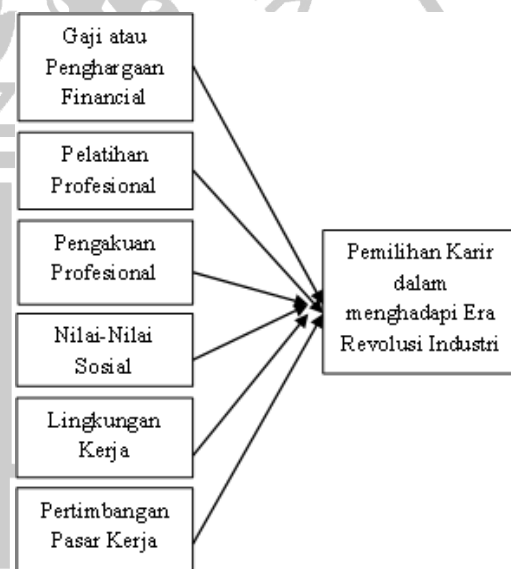 Gaji atau
Penghargaan
Financial
Pelatihan
Profesional
Pengakuan
Profesional
Nilai-Nilai
Sosial
Lingkungan
Kerja
Pertimbangan
Pasar Kerja
Pemilihan Karir
dalam
menghadapi Era
Revolusi Industri